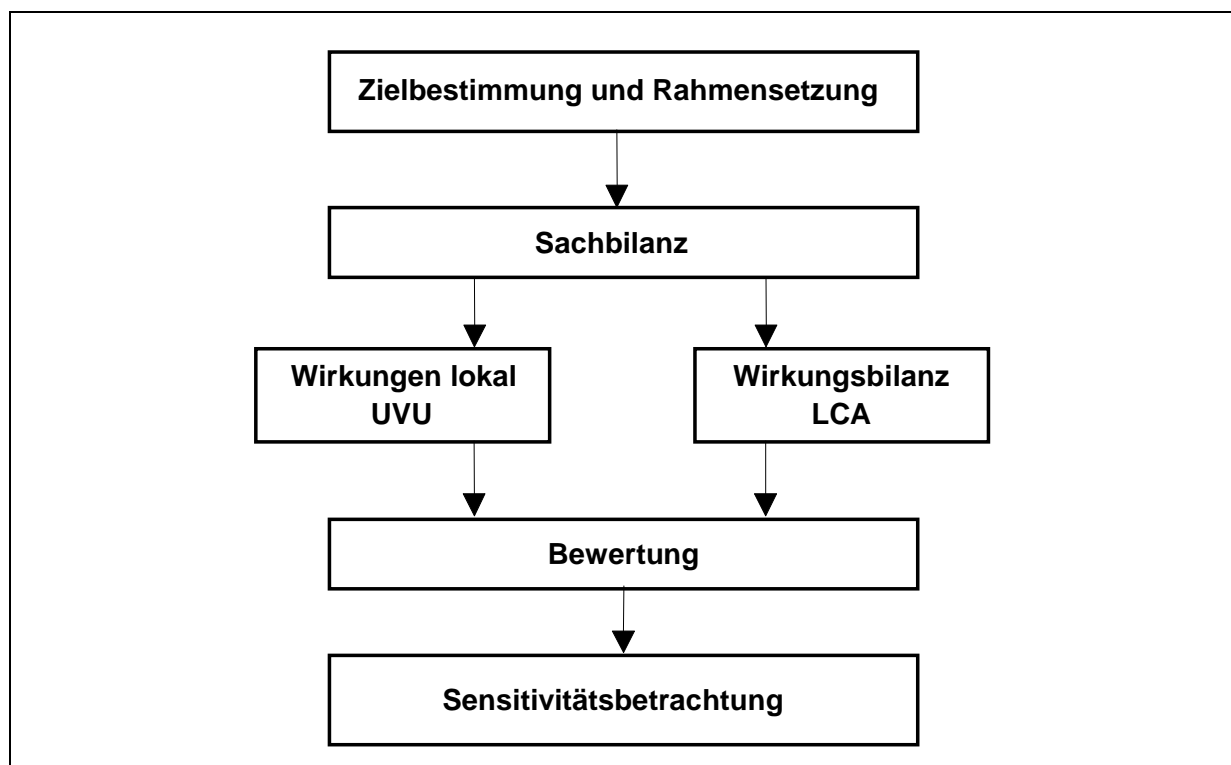 Zielbestimmung und Rahmensetzung
Sachbilanz
Wirkungen lokal
UVU
Wirkungsbilanz
LCA
Bewertung
Sensitivitätsbetrachtung